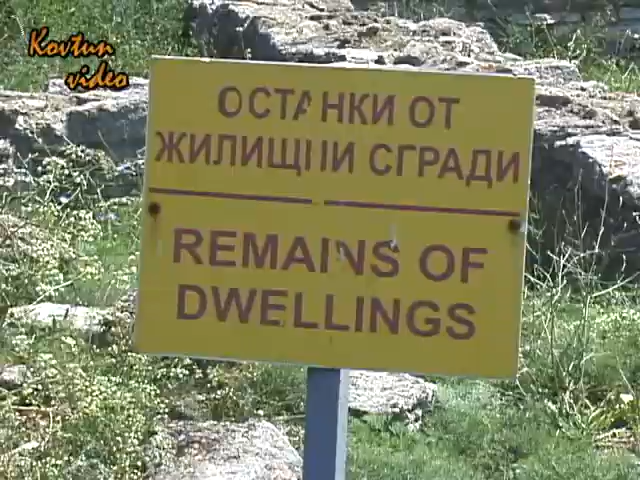 Kovtun
video
ОСТАНКИ ОТ
ЖИЛИЩНИ СГРАДИ
REMAINS OF
DWELLINGS